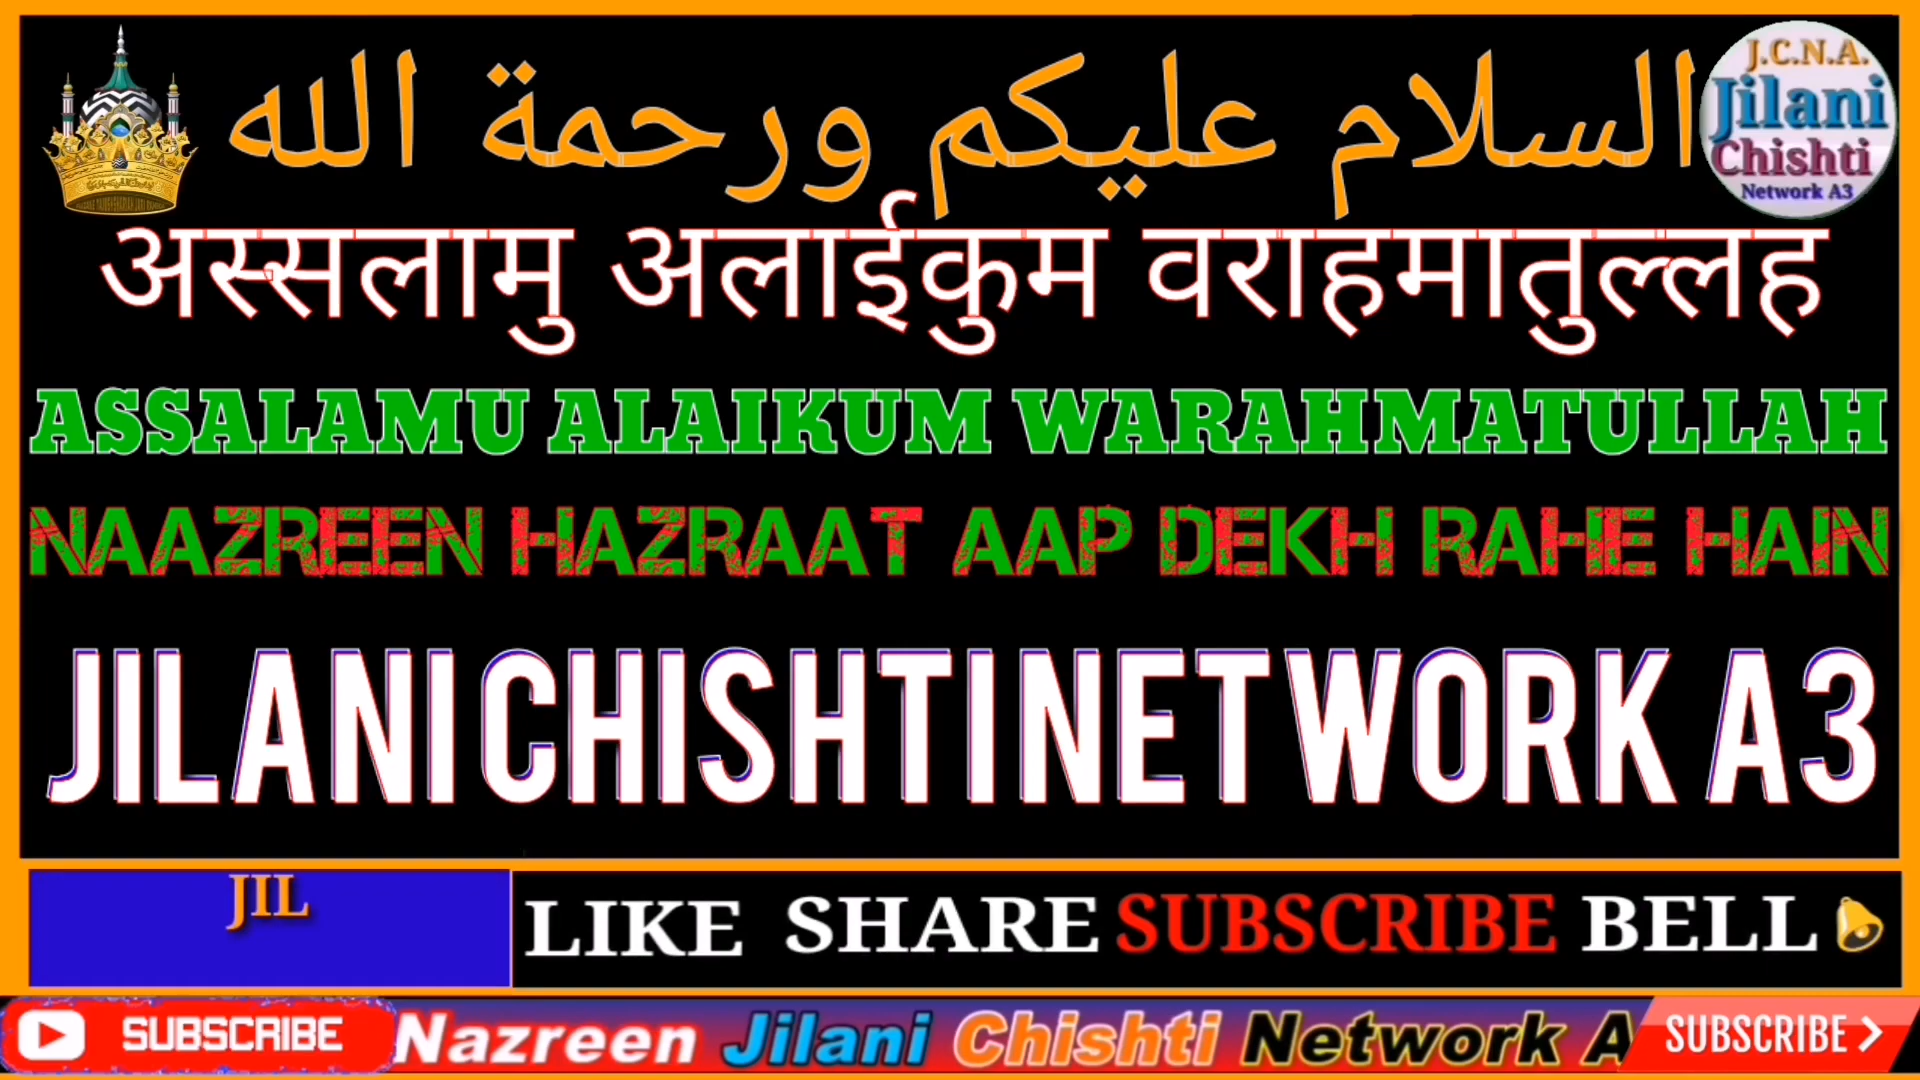 السلام عليكم ورحمة الله
J.C.N.A.
Jilani
Chishti
Network A3
अस्सलामु अलाईकुम वराहमातुल्लह
ASSALAMU ALAIKUM WARAHMATULLAH
NAAZREEN HAZRAAT AAP DEKH RAHE HAIN
JILANI CHISHTI NETWORK A3
JIL
LIKE SHARE SUBSCRIBE BELL
SUBSCRIBE Nazreen Jilani Chishti Network A SUBSCRIBE